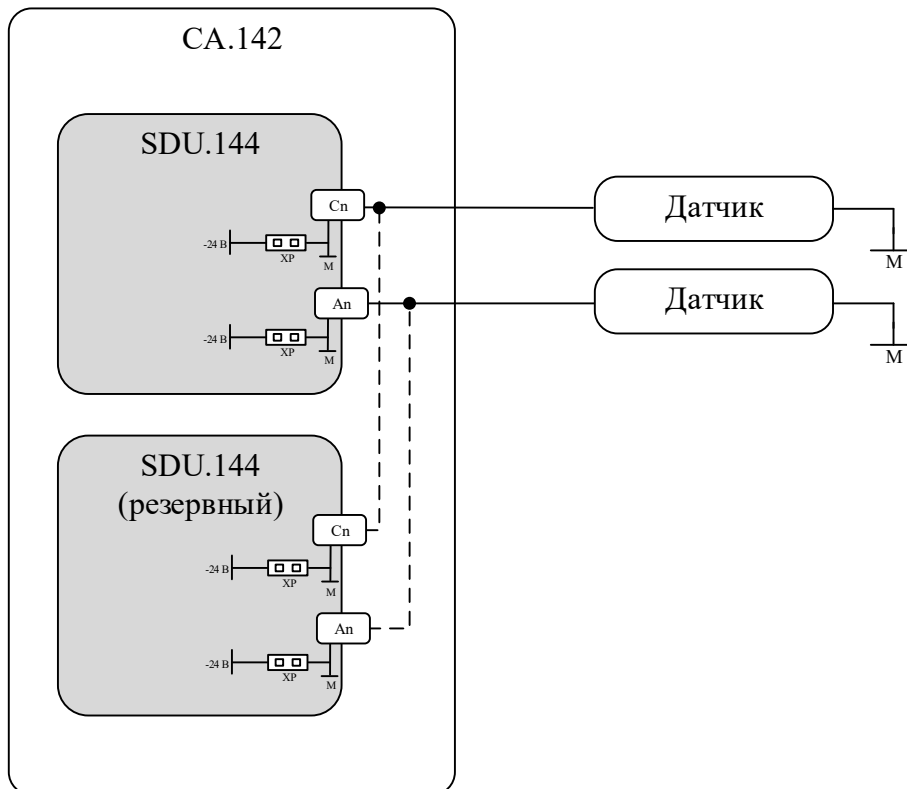 CA.142
SDU.144
Cn
-24 В
XP
М
An
-24 В
XP
М
Датчик
М
Датчик
М
SDU.144
(резервный)
Cn
-24 В
XP
М
An
-24 В
XP
М